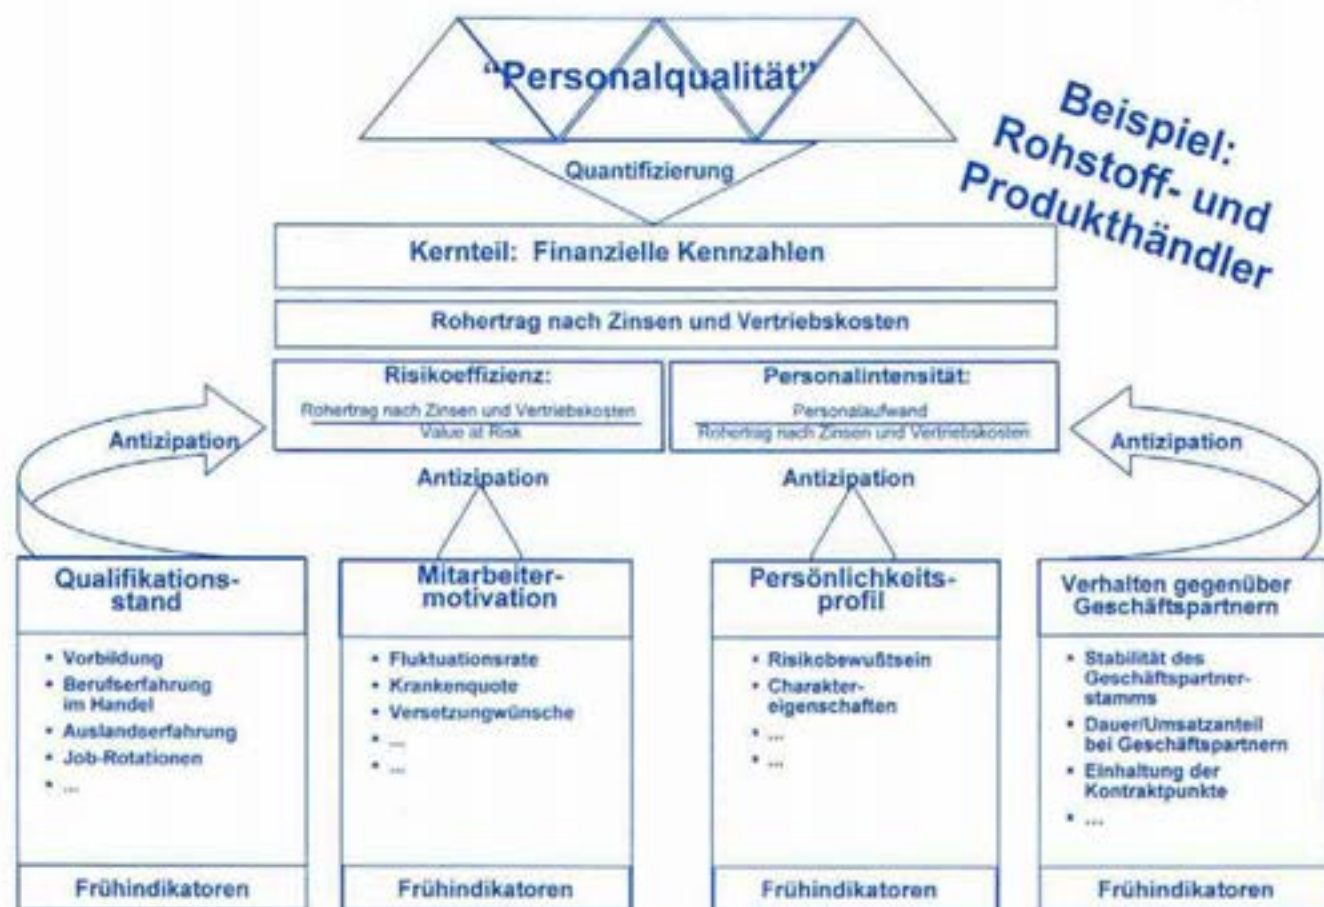 “Personalqualität”
Quantifizierung
Beispiel:
Rohstoff- und
Produkthändler
Kernteil: Finanzielle Kennzahlen
Rohertrag nach Zinsen und Vertriebskosten
Risikoeffizienz:
Rohertrag nach Zinsen und Vertriebskosten
Value at Risk
Personalintensität:
Personalaufwand
Rohertrag nach Zinsen und Vertriebskosten
Antizipation
Antizipation
Antizipation
Antizipation
Qualifikations-
stand
• Vorbildung
• Berufserfahrung
im Handel
• Auslandserfahrung
• Job-Rotationen
• ...
Frühindikatoren
Mitarbeiter-
motivation
• Fluktuationsrate
• Krankenquote
• Versetzungwünsche
• ...
• ...
Frühindikatoren
Persönlichkeits-
profil
• Risikobewußtsein
• Charakter-
eigenschaften
• ...
• ...
Frühindikatoren
Verhalten gegenüber
Geschäftspartnern
• Stabilität des
Geschäftspartner-
stamms
• Dauer/Umsatzanteil
bei Geschäftspartnern
• Einhaltung der
Kontraktpunkte
• ...
Frühindikatoren